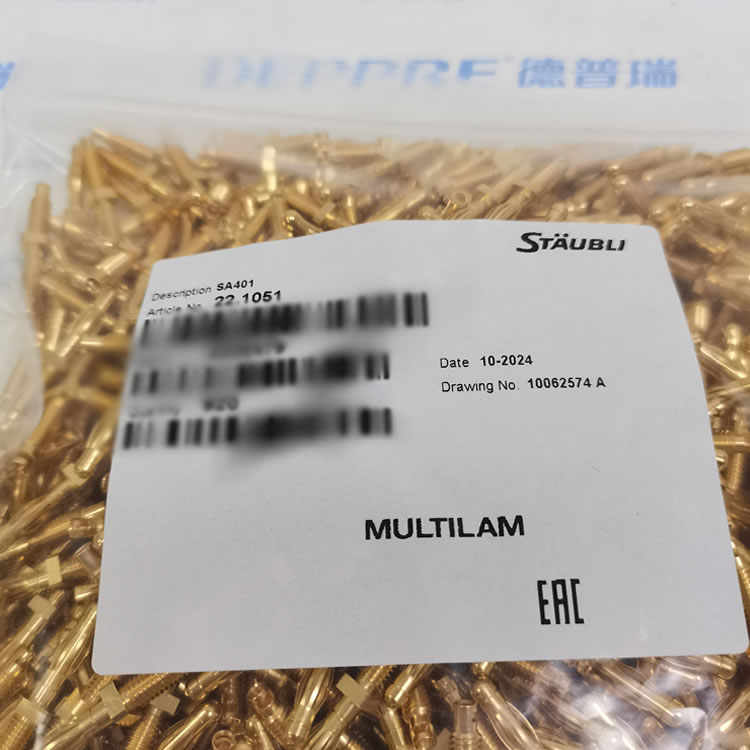 DEPPRE 德普瑞
STÄUBLI
Description SA401
Article No. 22.1051
Date 10-2024
Drawing No. 10062574 A
Quantity
MULTILAM
EAC